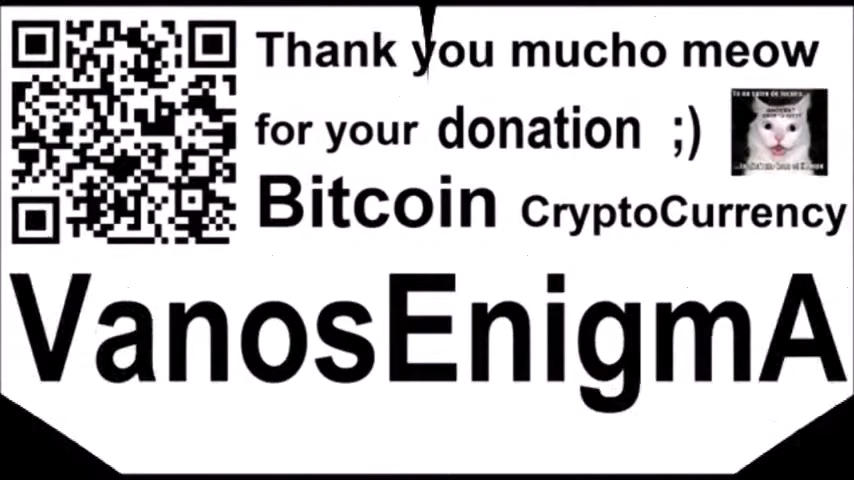 Thank you mucho meow
for your donation ;)
Bitcoin CryptoCurrency
VanosEnigmA